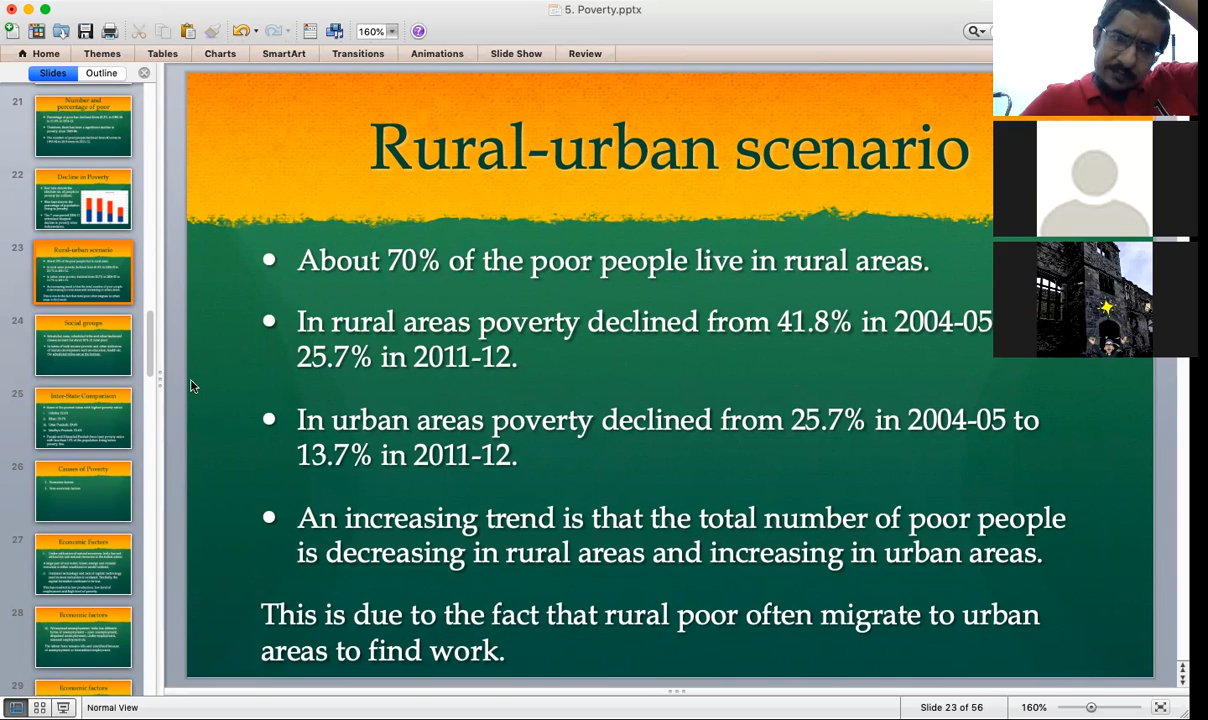 5. Poverty.pptx
160%
Home Themes Tables Charts SmartArt Transitions Animations Slide Show Review
Slides Outline
21
Number and
percentage of poor
22
Decline in Poverty
23
Rural-urban scenario
24
Social groups
25
Inter-State Comparison
26
Causes of Poverty
27
Economic Factors
28
Economic factors
29
Economic factors
Rural-urban scenario
• About 70% of the poor people live in rural areas.
• In rural areas poverty declined from 41.8% in 2004-05
25.7% in 2011-12.
• In urban areas poverty declined from 25.7% in 2004-05 to
13.7% in 2011-12.
• An increasing trend is that the total number of poor people
is decreasing in rural areas and increasing in urban areas.
This is due to the fact that rural poor often migrate to urban
areas to find work.
Normal View
Slide 23 of 56
160%